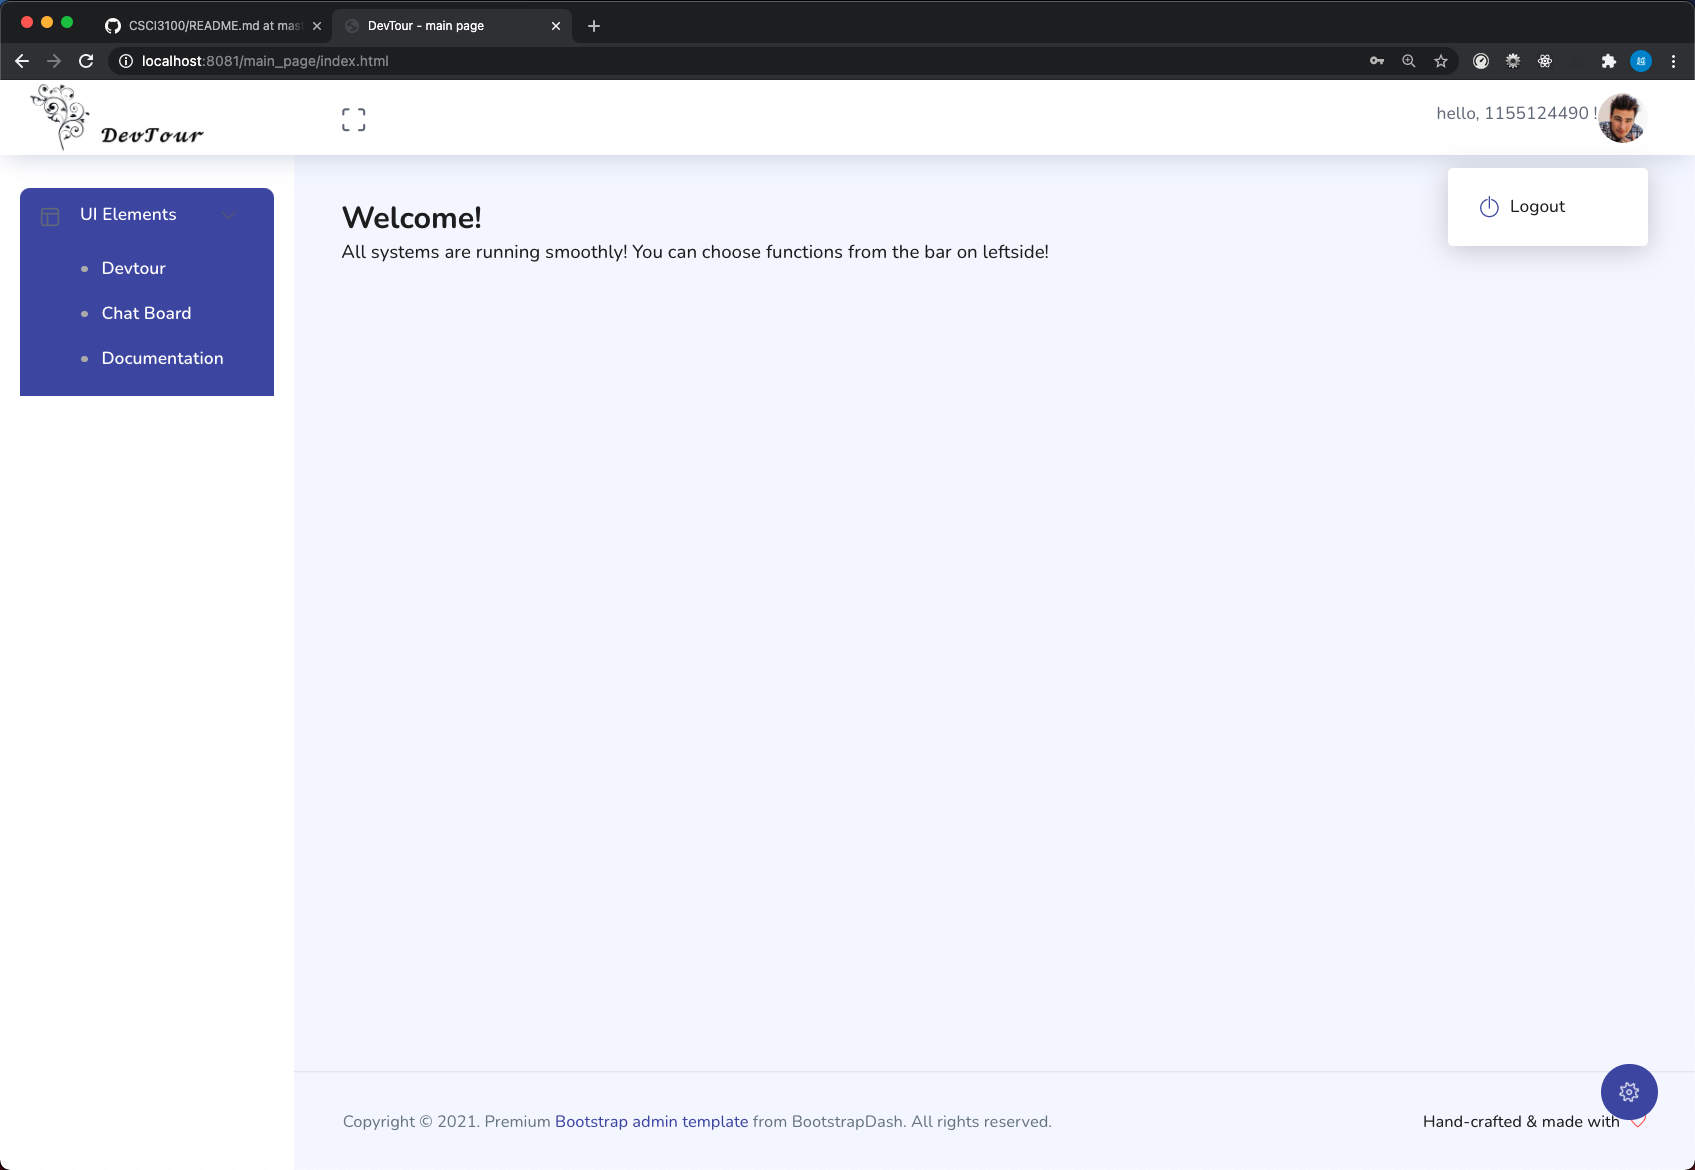 CSCI3100/README.md at mas
DevTour - main page
localhost:8081/main_page/index.html
越
DevTour
hello, 1155124490 !
UI Elements
Devtour
Chat Board
Documentation
Welcome!
All systems are running smoothly! You can choose functions from the bar on leftside!
Logout
Copyright © 2021. Premium Bootstrap admin template from BootstrapDash. All rights reserved.
Hand-crafted & made with